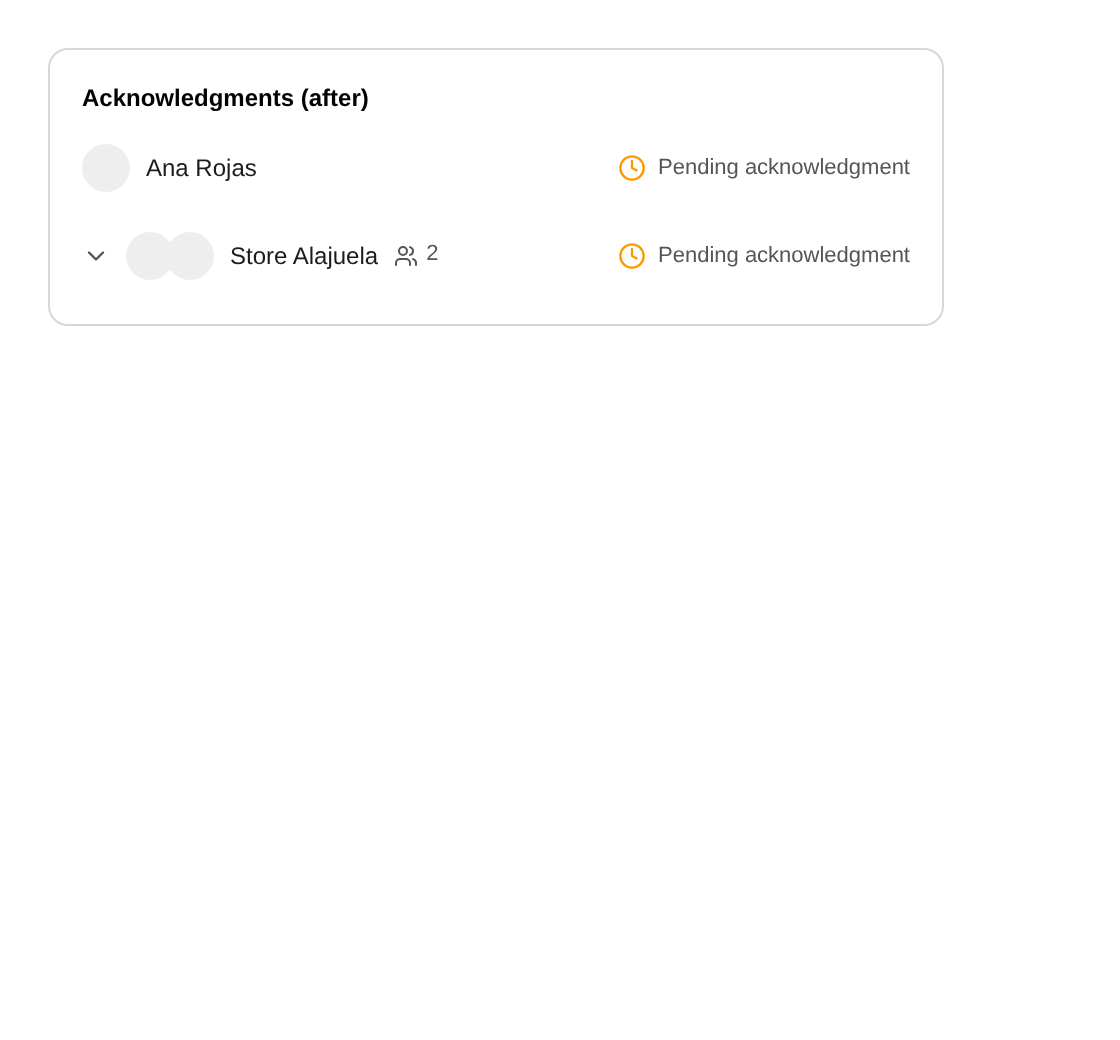 Acknowledgments (after)
Ana Rojas Pending acknowledgment
Store Alajuela 2 Pending acknowledgment